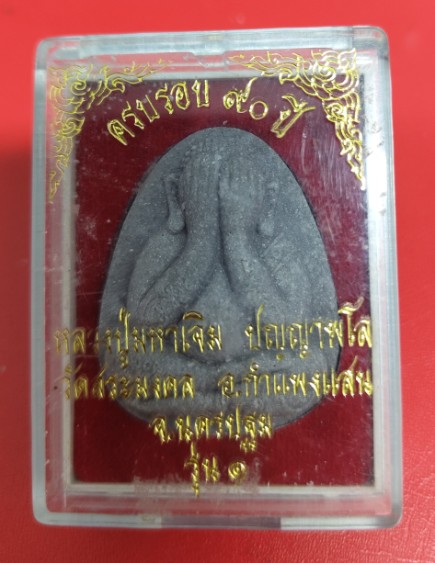 ครบรอบ ๙๐ ปี
หลวงปู่มหาเจิม ปญฺญาพโล
วัดสระมงคล อ.กำแพงแสน
จ.นครปฐม
รุ่น ๑